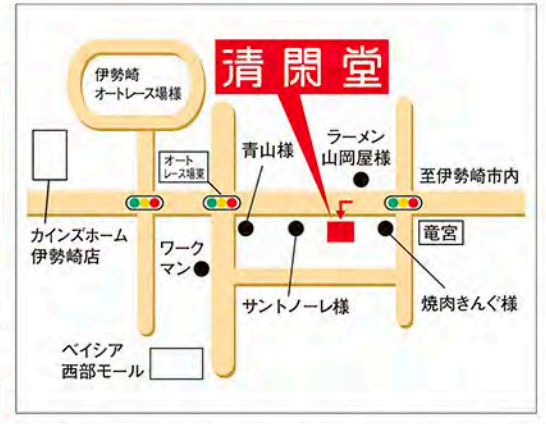 伊勢崎
オートレース場様
清閑堂
オート
レース場東
青山様
ラーメン
山岡屋様
至伊勢崎市内
カインズホーム
伊勢崎店
ワーク
マン
竜宮
サントノーレ様
焼肉きんぐ様
ベイシア
西部モール